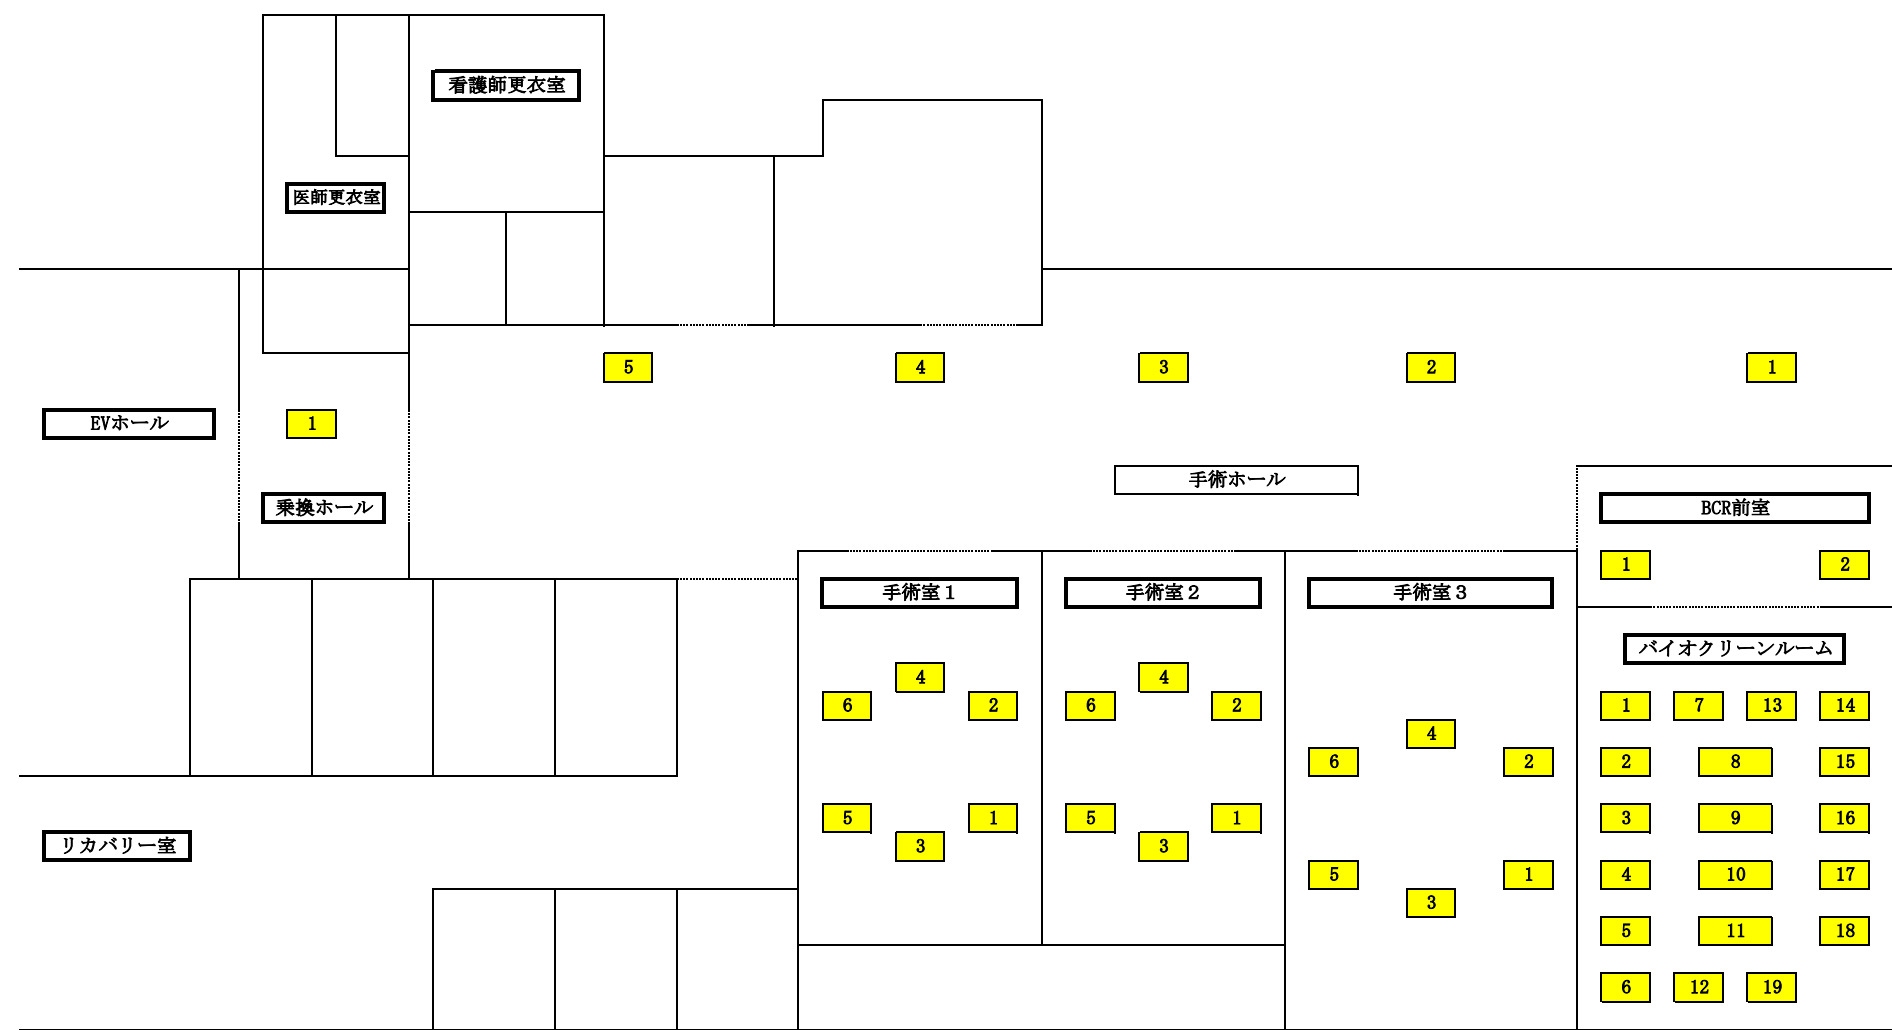 看護師更衣室
医師更衣室
5 4 3 2 1
EVホール 1
手術ホール
乗換ホール BCR前室
1 2
手術室１ 手術室２ 手術室３
バイオクリーンルーム
4 4
6 2 6 2 1 7 13 14
4
6 2 2 8 15
5 1 5 1 3 9 16
リカバリー室 3 3
5 1 4 10 17
3
5 11 18
6 12 19